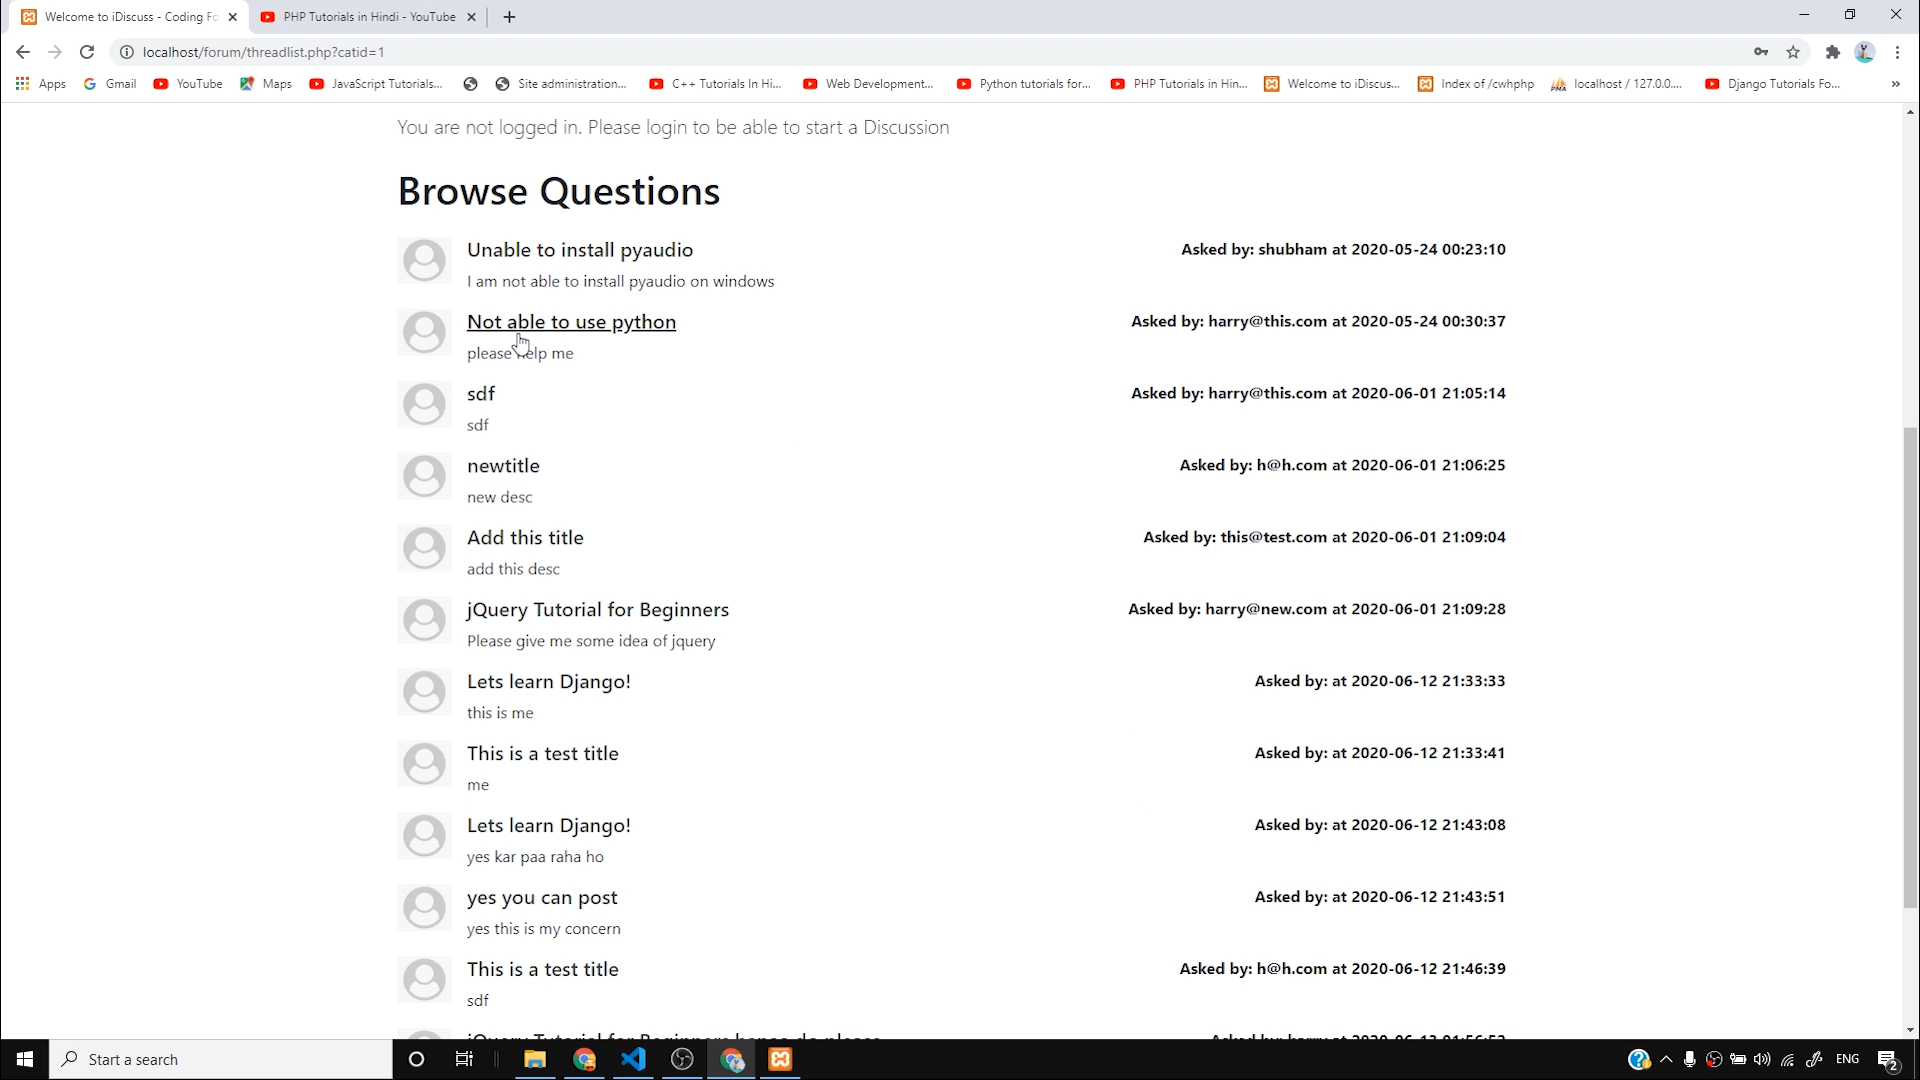 Welcome to iDiscuss - Coding Fo
PHP Tutorials in Hindi - YouTube
localhost/forum/threadlist.php?catid=1
Apps
Gmail
YouTube
Maps
JavaScript Tutorials...
Site administration...
C++ Tutorials In Hi...
Web Development...
Python tutorials for...
PHP Tutorials in Hin...
Welcome to iDiscus...
Index of /cwhphp
localhost / 127.0.0....
Django Tutorials Fo...
»
You are not logged in. Please login to be able to start a Discussion
Browse Questions
Unable to install pyaudio
Asked by: shubham at 2020-05-24 00:23:10
I am not able to install pyaudio on windows
Not able to use python
Asked by: harry@this.com at 2020-05-24 00:30:37
please help me
sdf
Asked by: harry@this.com at 2020-06-01 21:05:14
sdf
newtitle
Asked by: h@h.com at 2020-06-01 21:06:25
new desc
Add this title
Asked by: this@test.com at 2020-06-01 21:09:04
add this desc
jQuery Tutorial for Beginners
Asked by: harry@new.com at 2020-06-01 21:09:28
Please give me some idea of jquery
Lets learn Django!
Asked by: at 2020-06-12 21:33:33
this is me
This is a test title
Asked by: at 2020-06-12 21:33:41
me
Lets learn Django!
Asked by: at 2020-06-12 21:43:08
yes kar paa raha ho
yes you can post
Asked by: at 2020-06-12 21:43:51
yes this is my concern
This is a test title
Asked by: h@h.com at 2020-06-12 21:46:39
sdf
jQuery Tutorial for Beginners
Start a search
ENG
2